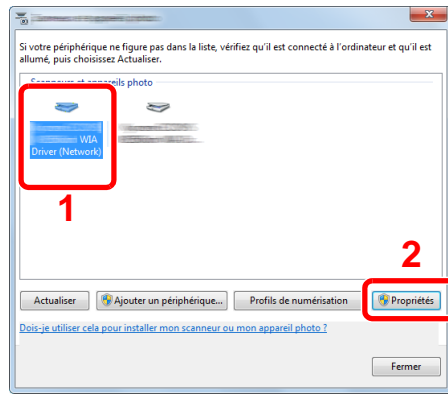 Si votre périphérique ne figure pas dans la liste, vérifiez qu'il est connecté à l'ordinateur et qu'il est
allumé, puis choisissez Actualiser.
Scanneurs et appareils photo
WIA
Driver (Network)
1
2
Actualiser
Ajouter un périphérique...
Profils de numérisation
Propriétés
Dois-je utiliser cela pour installer mon scanneur ou mon appareil photo ?
Fermer